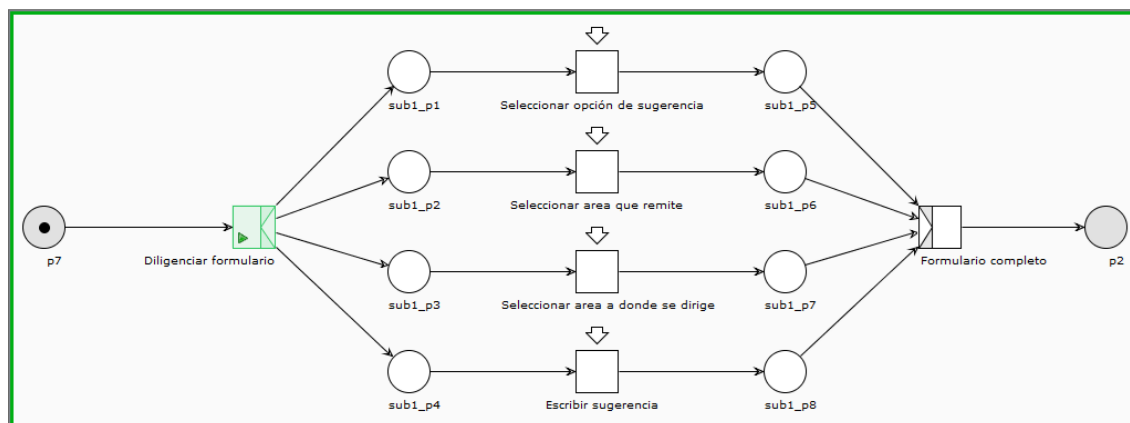 sub1_p1
Seleccionar opción de sugerencia
sub1_p5
sub1_p2
Seleccionar area que remite
sub1_p6
p7
Diligenciar formulario
Formulario completo
p2
sub1_p3
Seleccionar area a donde se dirige
sub1_p7
sub1_p4
Escribir sugerencia
sub1_p8